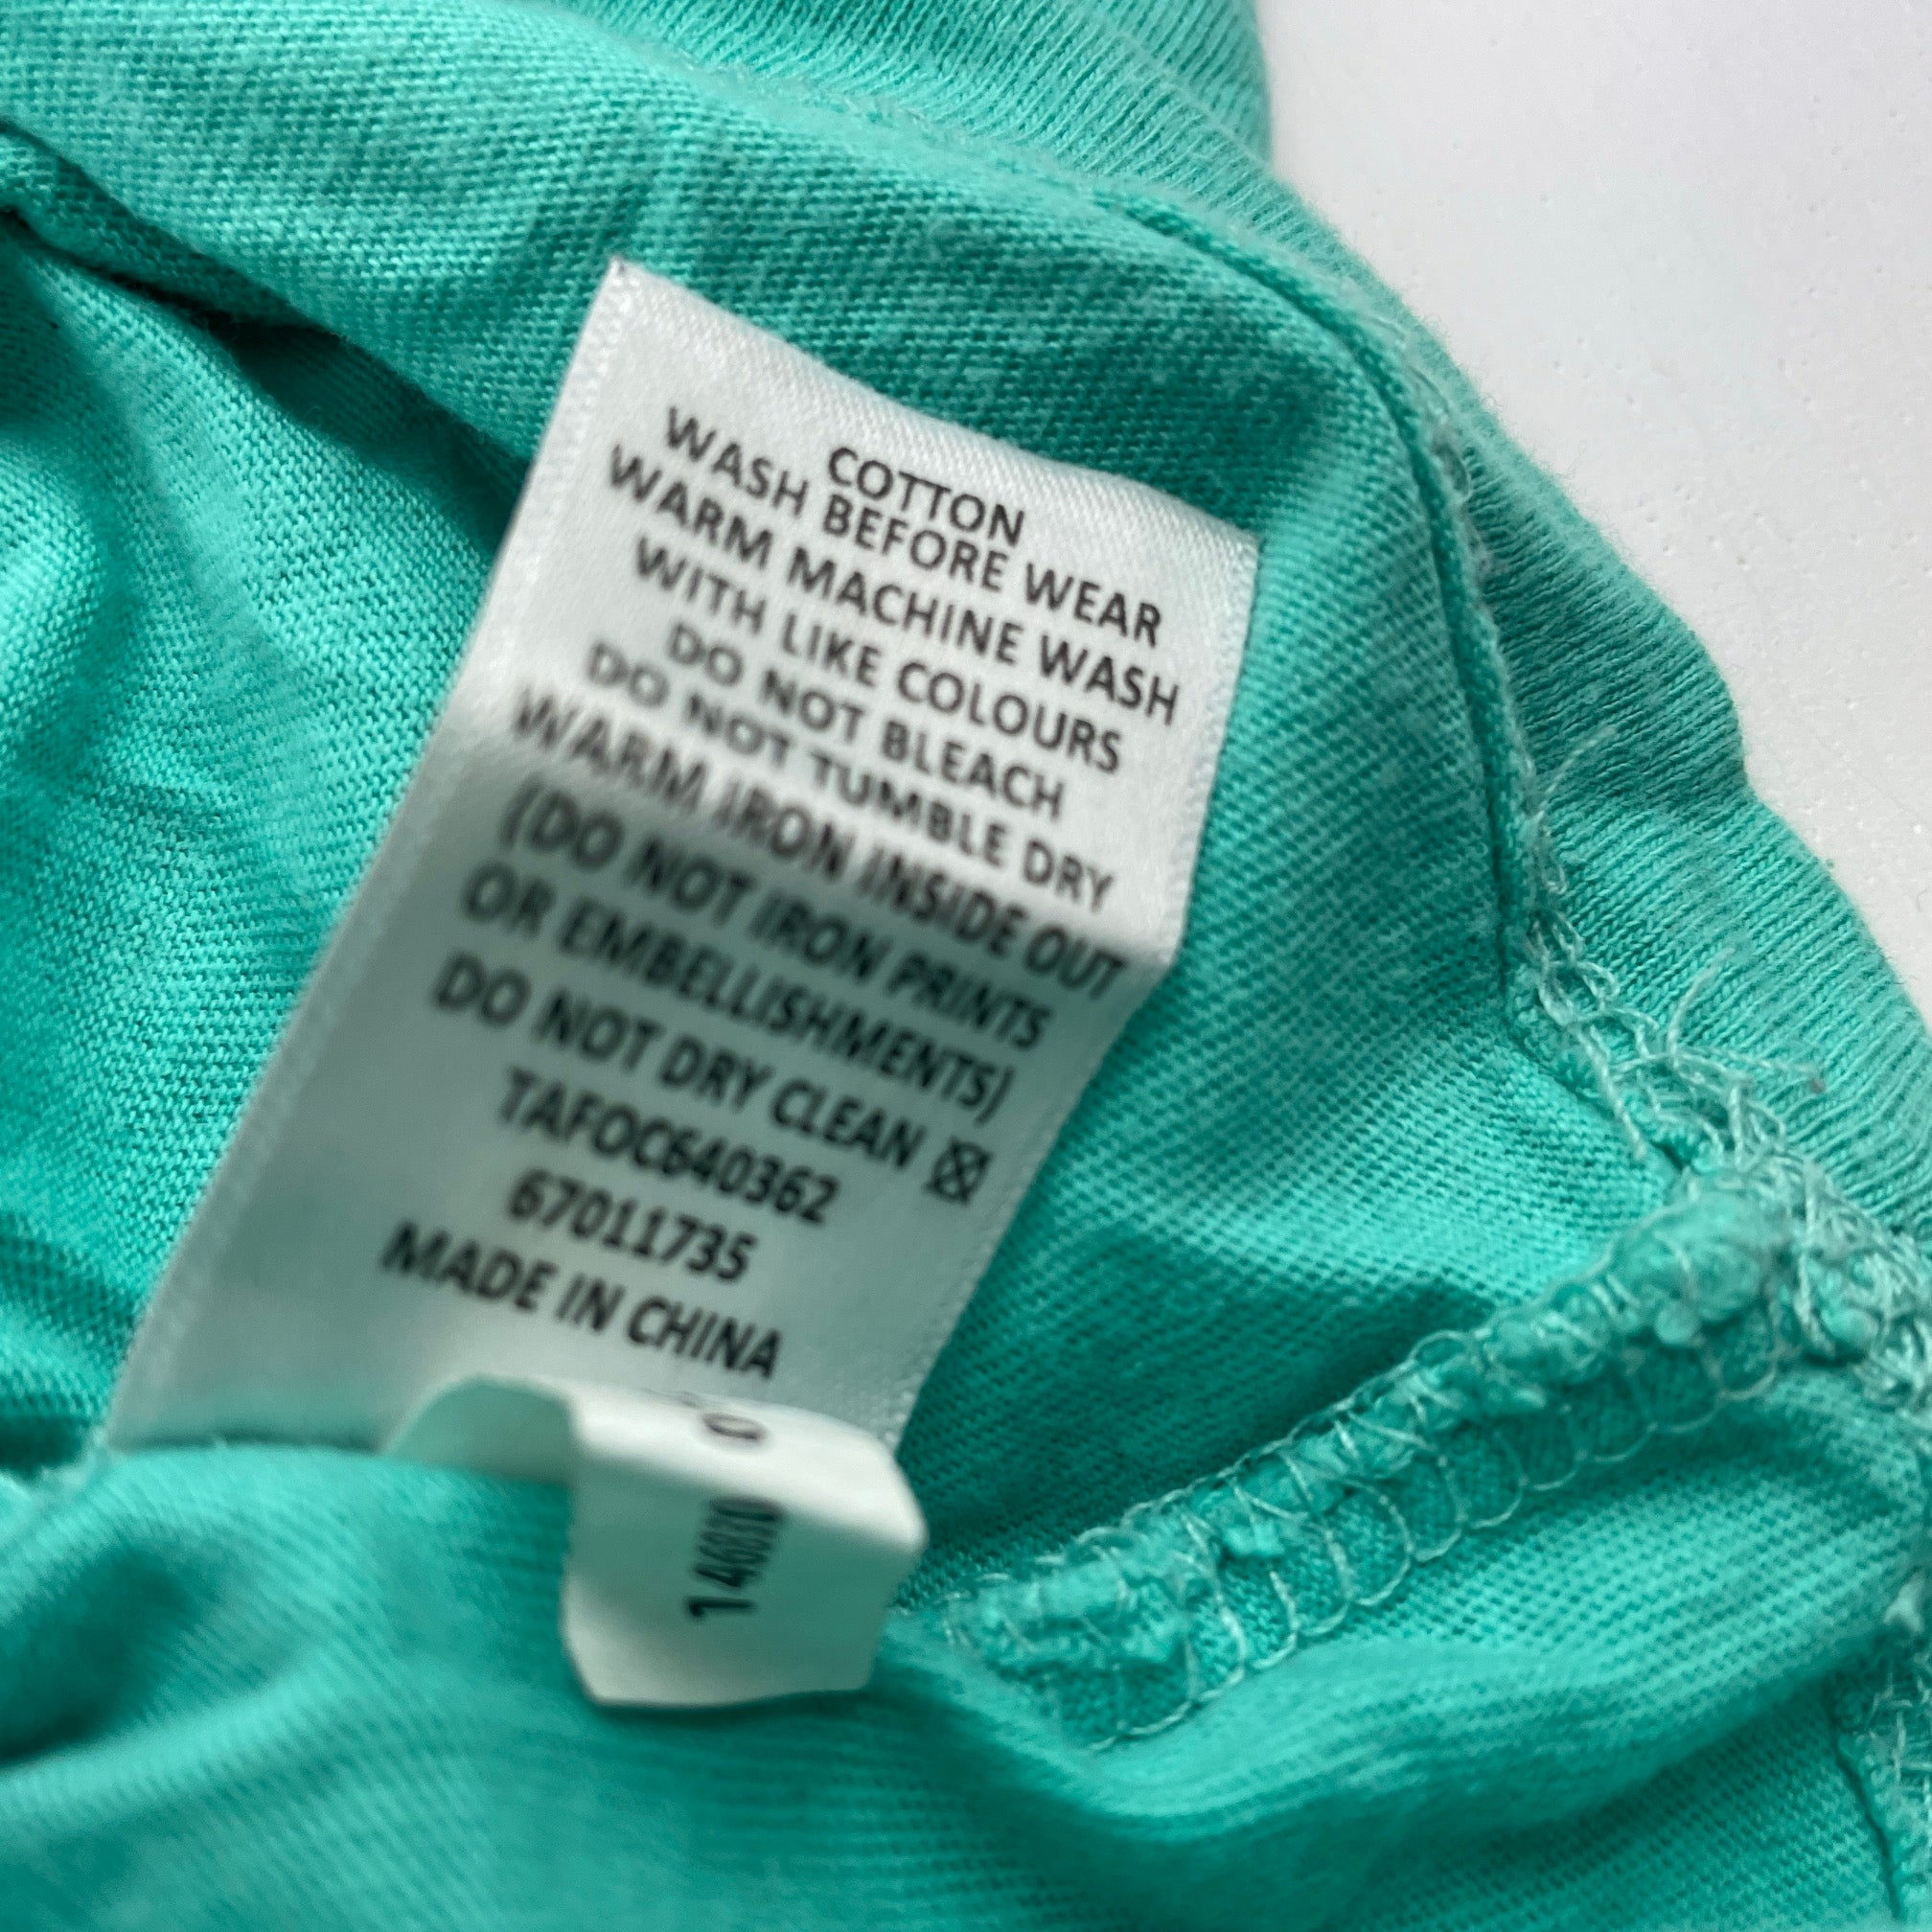 COTTON
WASH BEFORE WEAR
WARM MACHINE WASH
WITH LIKE COLOURS
DO NOT BLEACH
DO NOT TUMBLE DRY
WARM IRON INSIDE OUT
(DO NOT IRON PRINTS
OR EMBELLISHMENTS)
DO NOT DRY CLEAN
TAFOC640362
67011735
MADE IN CHINA